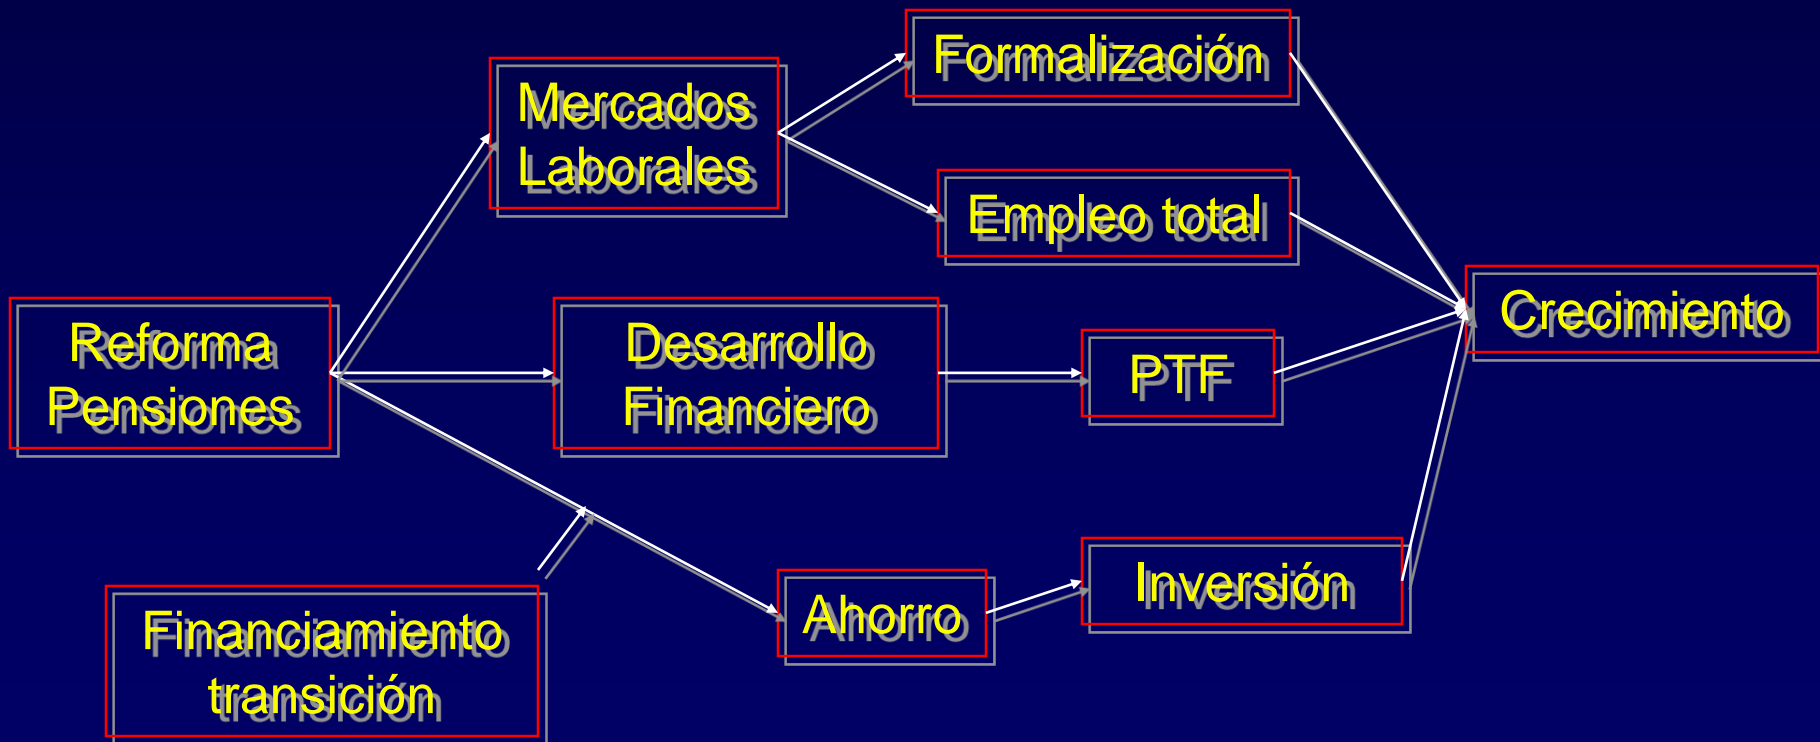 Formalización
Mercados
Laborales
Empleo total
Crecimiento
Reforma
Pensiones
Desarrollo
Financiero
PTF
Inversión
Ahorro
Financiamiento
transición